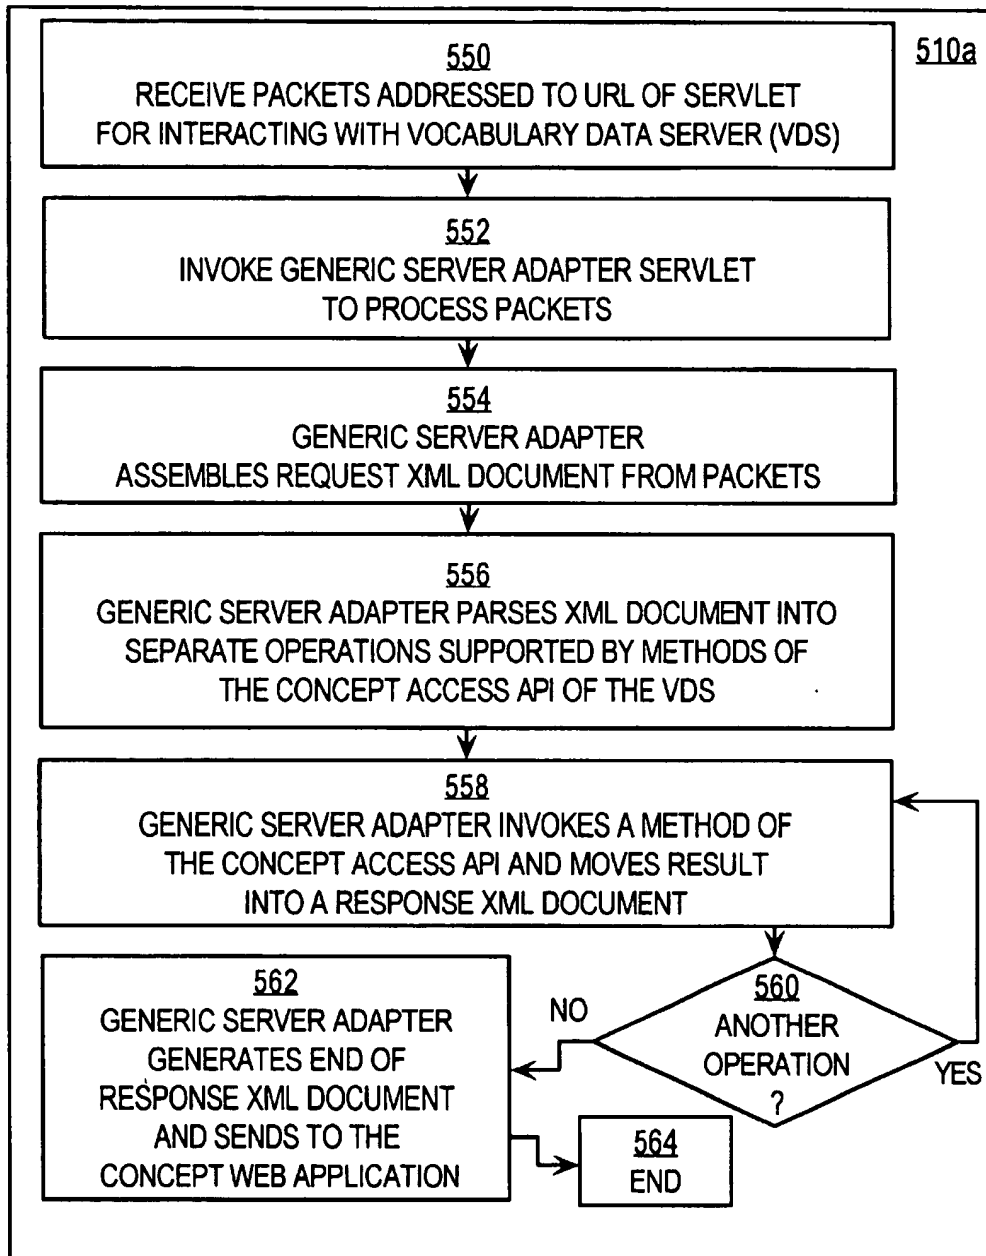 510a
550
RECEIVE PACKETS ADDRESSED TO URL OF SERVLET
FOR INTERACTING WITH VOCABULARY DATA SERVER (VDS)
552
INVOKE GENERIC SERVER ADAPTER SERVLET
TO PROCESS PACKETS
554
GENERIC SERVER ADAPTER
ASSEMBLES REQUEST XML DOCUMENT FROM PACKETS
556
GENERIC SERVER ADAPTER PARSES XML DOCUMENT INTO
SEPARATE OPERATIONS SUPPORTED BY METHODS OF
THE CONCEPT ACCESS API OF THE VDS
558
GENERIC SERVER ADAPTER INVOKES A METHOD OF
THE CONCEPT ACCESS API AND MOVES RESULT
INTO A RESPONSE XML DOCUMENT
560
ANOTHER
OPERATION
?
NO
YES
562
GENERIC SERVER ADAPTER
GENERATES END OF
RESPONSE XML DOCUMENT
AND SENDS TO THE
CONCEPT WEB APPLICATION
564
END